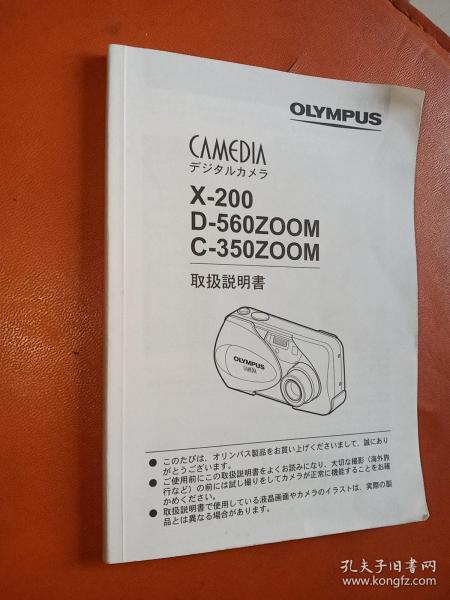 OLYMPUS
CAMEDIA
デジタルカメラ
X-200
D-560ZOOM
C-350ZOOM
取扱説明書
OLYMPUS
CAMEDIA
● このたびは、オリンパス製品をお買い上げくださいまして、誠にあり
がとうございます。
● ご使用前にこの取扱説明書をよくお読みになり、大切な撮影（海外旅
行など）の前には試し撮りをしてカメラが正常に機能することをお確
かめください。
● 取扱説明書で使用している液晶画面やカメラのイラストは、実際の製
品とは異なる場合があります。
孔夫子旧书网
www.kongfz.com